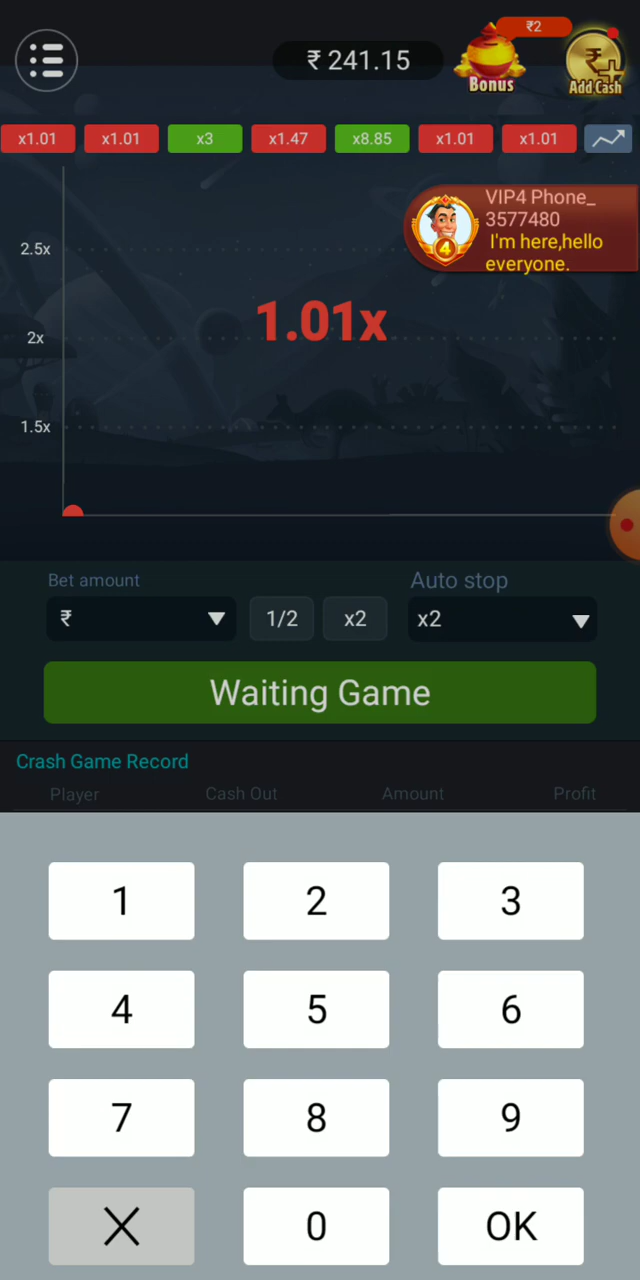 ₹ 241.15
₹2
Bonus
₹
Add Cash
x1.01 x1.01 x3 x1.47 x8.85 x1.01 x1.01
VIP4 Phone_
3577480
I'm here,hello
everyone.
4
2.5x
1.01x
2x
1.5x
Bet amount
Auto stop
₹
1/2
x2
x2
Waiting Game
Crash Game Record
Player Cash Out Amount Profit
1 2 3
4 5 6
7 8 9
X 0 OK